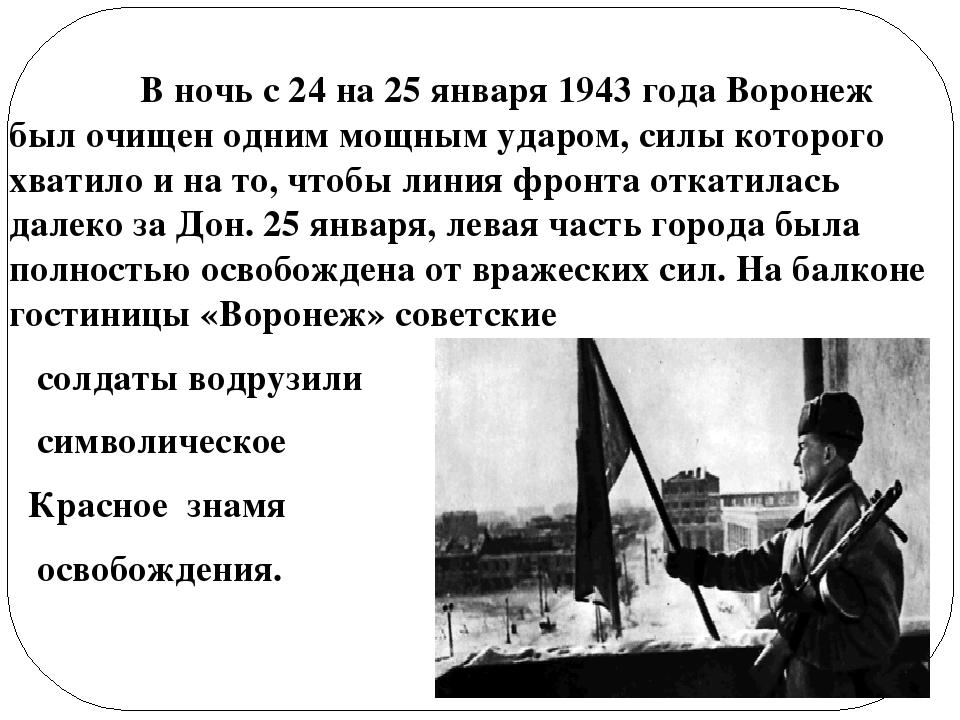 В ночь с 24 на 25 января 1943 года Воронеж
был очищен одним мощным ударом, силы которого
хватило и на то, чтобы линия фронта откатилась
далеко за Дон. 25 января, левая часть города была
полностью освобождена от вражеских сил. На балконе
гостиницы «Воронеж» советские
солдаты водрузили
символическое
Красное знамя
освобождения.